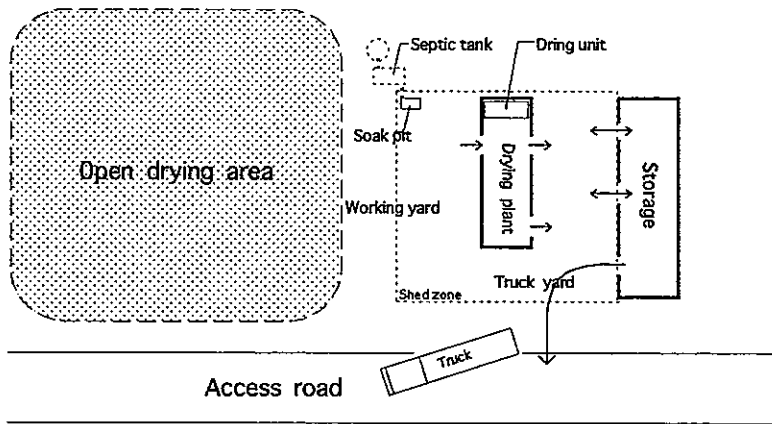 Septic tank
Dring unit
Soak pit
Open drying area
Drying plant
Storage
Working yard
Truck yard
Shed zone
Truck
Access road